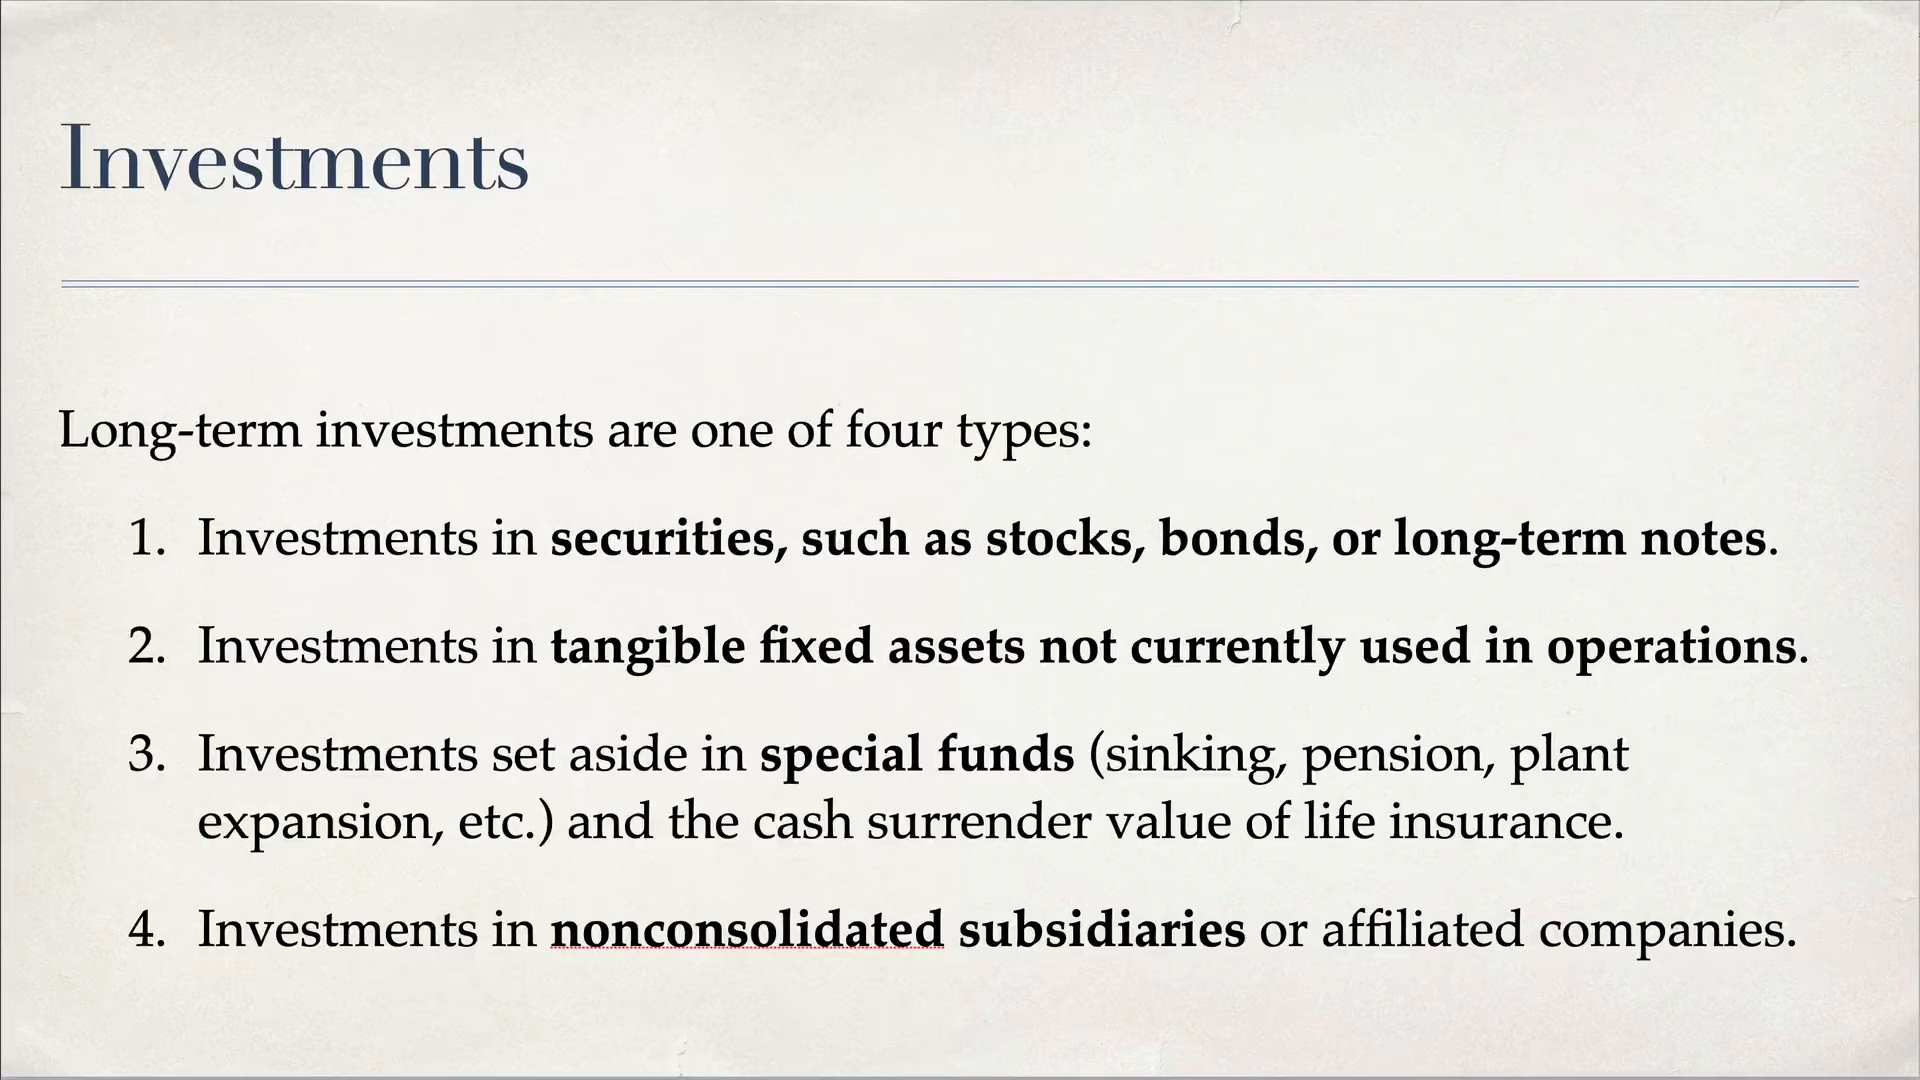 Investments
Long-term investments are one of four types:
1. Investments in securities, such as stocks, bonds, or long-term notes.
2. Investments in tangible fixed assets not currently used in operations.
3. Investments set aside in special funds (sinking, pension, plant
expansion, etc.) and the cash surrender value of life insurance.
4. Investments in nonconsolidated subsidiaries or affiliated companies.